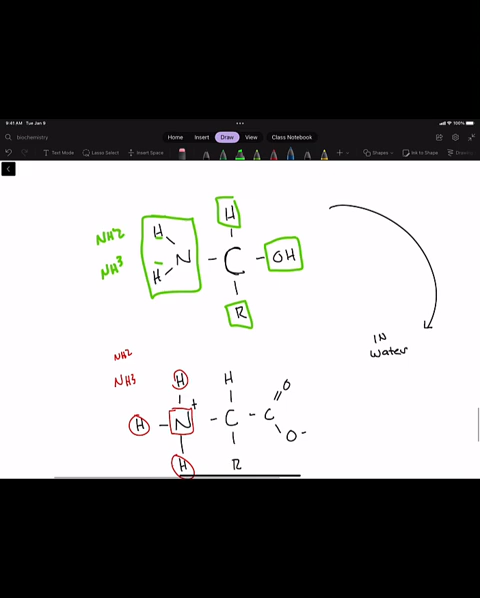 9:41 AM Tue Jan 9
100%
biochemistry
Home Insert Draw View Class Notebook
Text Mode Lasso Select Insert Space Shapes Ink to Shape
H
NH2 H
NH3 N - C - OH
H
R
IN
Water
NH2
NH3 H H O
+
H - N - C - C
O -
H R